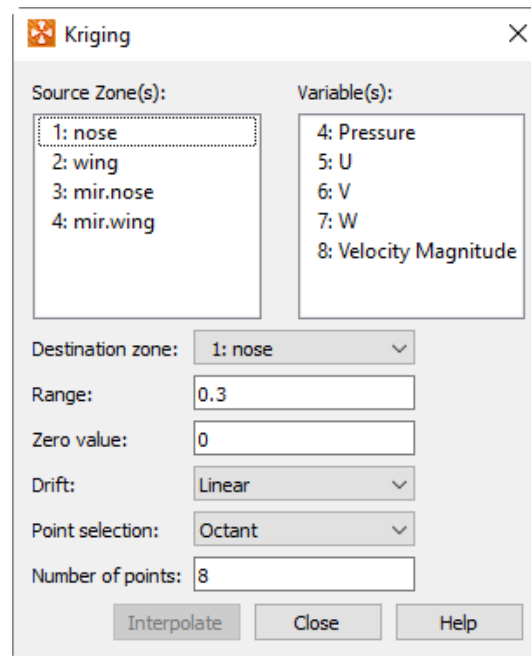 Kriging
Source Zone(s): Variable(s):
1: nose
2: wing
3: mir.nose
4: mir.wing
4: Pressure
5: U
6: V
7: W
8: Velocity Magnitude
Destination zone: 1: nose
Range: 0.3
Zero value: 0
Drift: Linear
Point selection: Octant
Number of points: 8
Interpolate Close Help